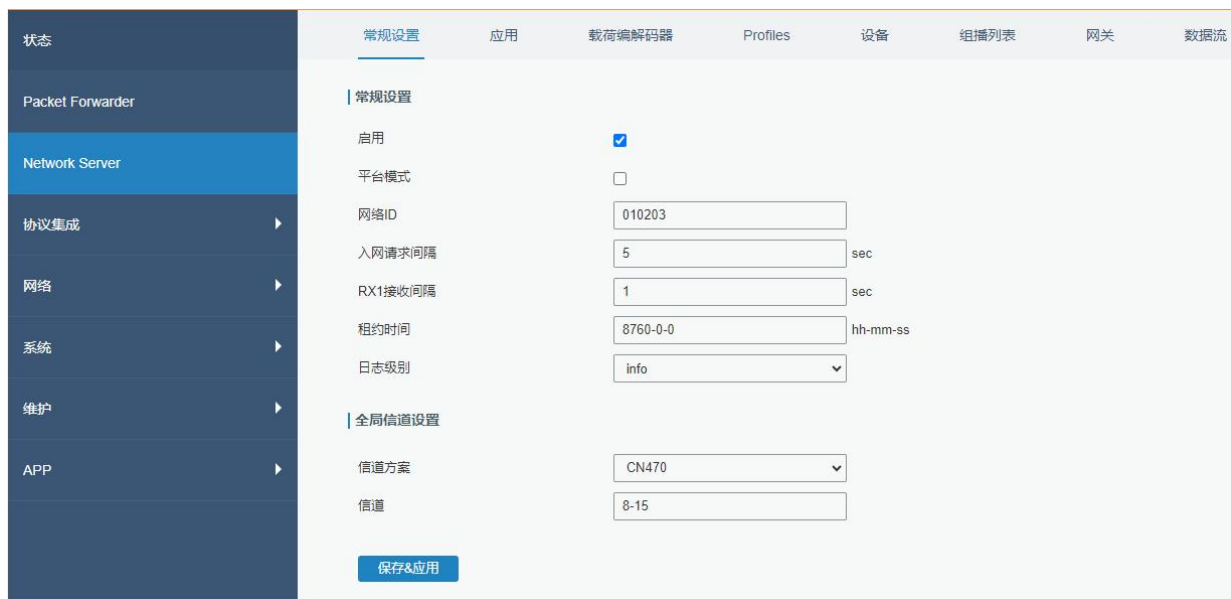 状态
Packet Forwarder
Network Server
协议集成
网络
系统
维护
APP
常规设置 应用 载荷编解码器 Profiles 设备 组播列表 网关 数据流
常规设置
启用
平台模式
网络ID 010203
入网请求间隔 5 sec
RX1接收间隔 1 sec
租约时间 8760-0-0 hh-mm-ss
日志级别 info
全局信道设置
信道方案 CN470
信道 8-15
保存&应用